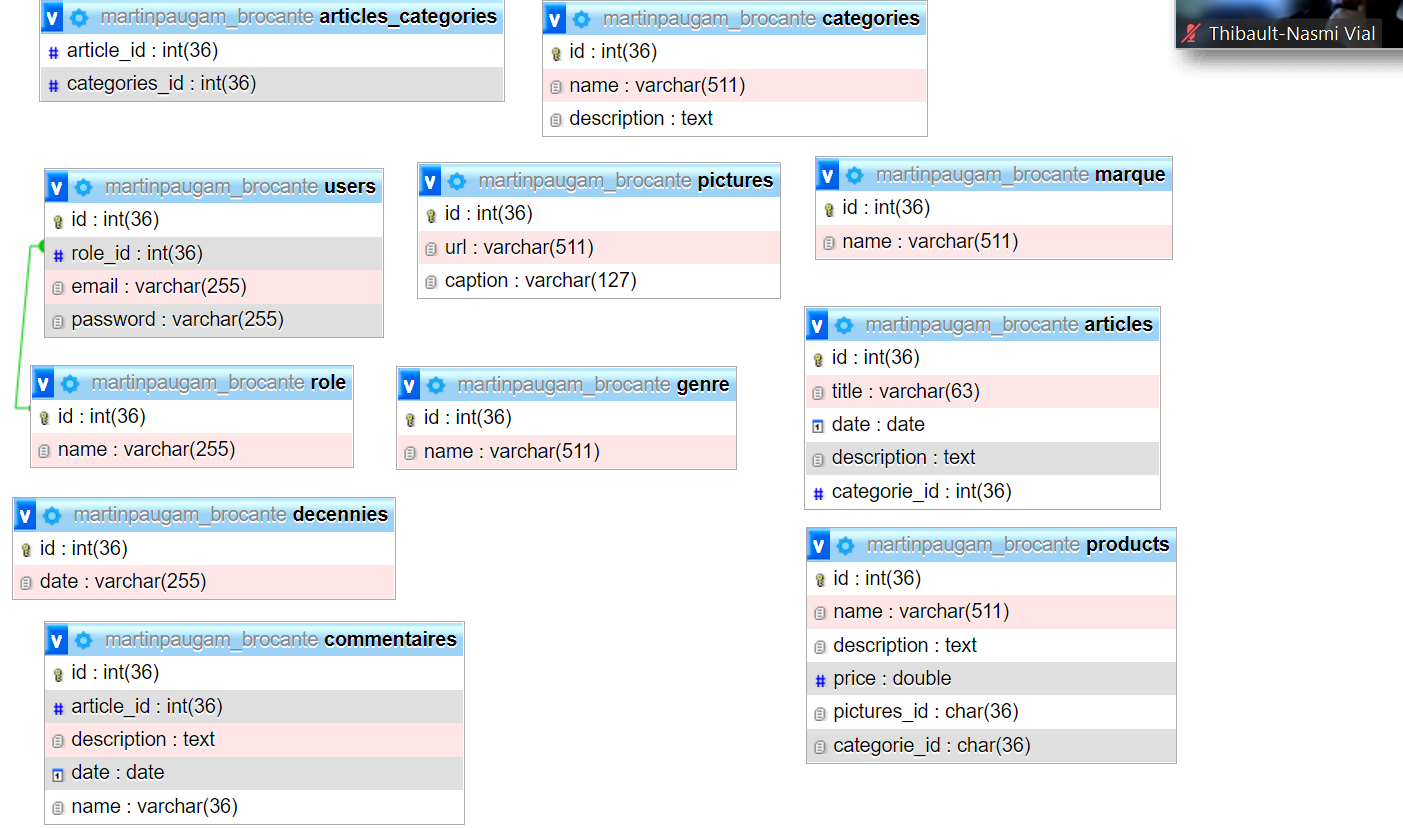 martinpaugam_brocante articles_categories
article_id : int(36)
categories_id : int(36)
martinpaugam_brocante categories
id : int(36)
name : varchar(511)
description : text
Thibault-Nasmi Vial
martinpaugam_brocante users
id : int(36)
role_id : int(36)
email : varchar(255)
password : varchar(255)
martinpaugam_brocante pictures
id : int(36)
url : varchar(511)
caption : varchar(127)
martinpaugam_brocante marque
id : int(36)
name : varchar(511)
martinpaugam_brocante articles
id : int(36)
title : varchar(63)
date : date
description : text
categorie_id : int(36)
martinpaugam_brocante role
id : int(36)
name : varchar(255)
martinpaugam_brocante genre
id : int(36)
name : varchar(511)
martinpaugam_brocante decennies
id : int(36)
date : varchar(255)
martinpaugam_brocante products
id : int(36)
name : varchar(511)
description : text
price : double
pictures_id : char(36)
categorie_id : char(36)
martinpaugam_brocante commentaires
id : int(36)
article_id : int(36)
description : text
date : date
name : varchar(36)